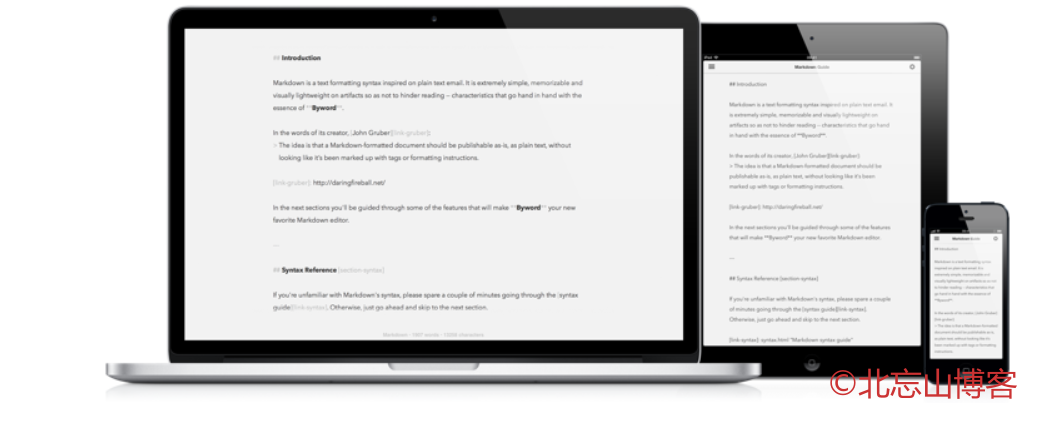 ## Introduction
Markdown is a text formatting syntax inspired on plain text email. It is extremely simple, memorizable and
visually lightweight on artifacts so as not to hinder reading – characteristics that go hand in hand with the
essence of **Byword**.
In the words of its creator, [John Gruber][link-gruber]:
> The idea is that a Markdown-formatted document should be publishable as-is, as plain text, without
looking like it's been marked up with tags or formatting instructions.
[link-gruber]: http://daringfireball.net/
In the next sections you'll be guided through some of the features that will make **Byword** your new
favorite Markdown editor.
---
## Syntax Reference [section-syntax]
If you're unfamiliar with Markdown's syntax, please spare a couple of minutes going through the [syntax
guide][link-syntax]. Otherwise, just go ahead and skip to the next section.
iPad
Markdown Guide
## Introduction
Markdown is a text formatting syntax inspired on plain text email. It
is extremely simple, memorizable and visually lightweight on
artifacts so as not to hinder reading – characteristics that go hand
in hand with the essence of **Byword**.
In the words of its creator, [John Gruber][link-gruber]:
> The idea is that a Markdown-formatted document should be
publishable as-is, as plain text, without looking like it's been
marked up with tags or formatting instructions.
[link-gruber]: http://daringfireball.net/
In the next sections you'll be guided through some of the features
that will make **Byword** your new favorite Markdown editor.
---
## Syntax Reference [section-syntax]
If you're unfamiliar with Markdown's syntax, please spare a couple
of minutes going through the [syntax guide][link-syntax].
Otherwise, just go ahead and skip to the next section.
[link-syntax]: syntax.html "Markdown syntax guide"
Markdown Guide
## Introduction
Markdown is a text formatting syntax
inspired on plain text email. It is
extremely simple, memorizable and
visually lightweight on artifacts so as not
to hinder reading – characteristics that
go hand in hand with the essence of
**Byword**.
In the words of its creator, [John Gruber]
[link-gruber]:
> The idea is that a Markdown-formatted
document should be publishable as-is,
as plain text, without looking like it's
been marked up with tags or formatting
instructions.
©北忘山博客